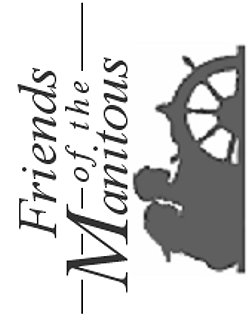 Friends
of the
Manitous